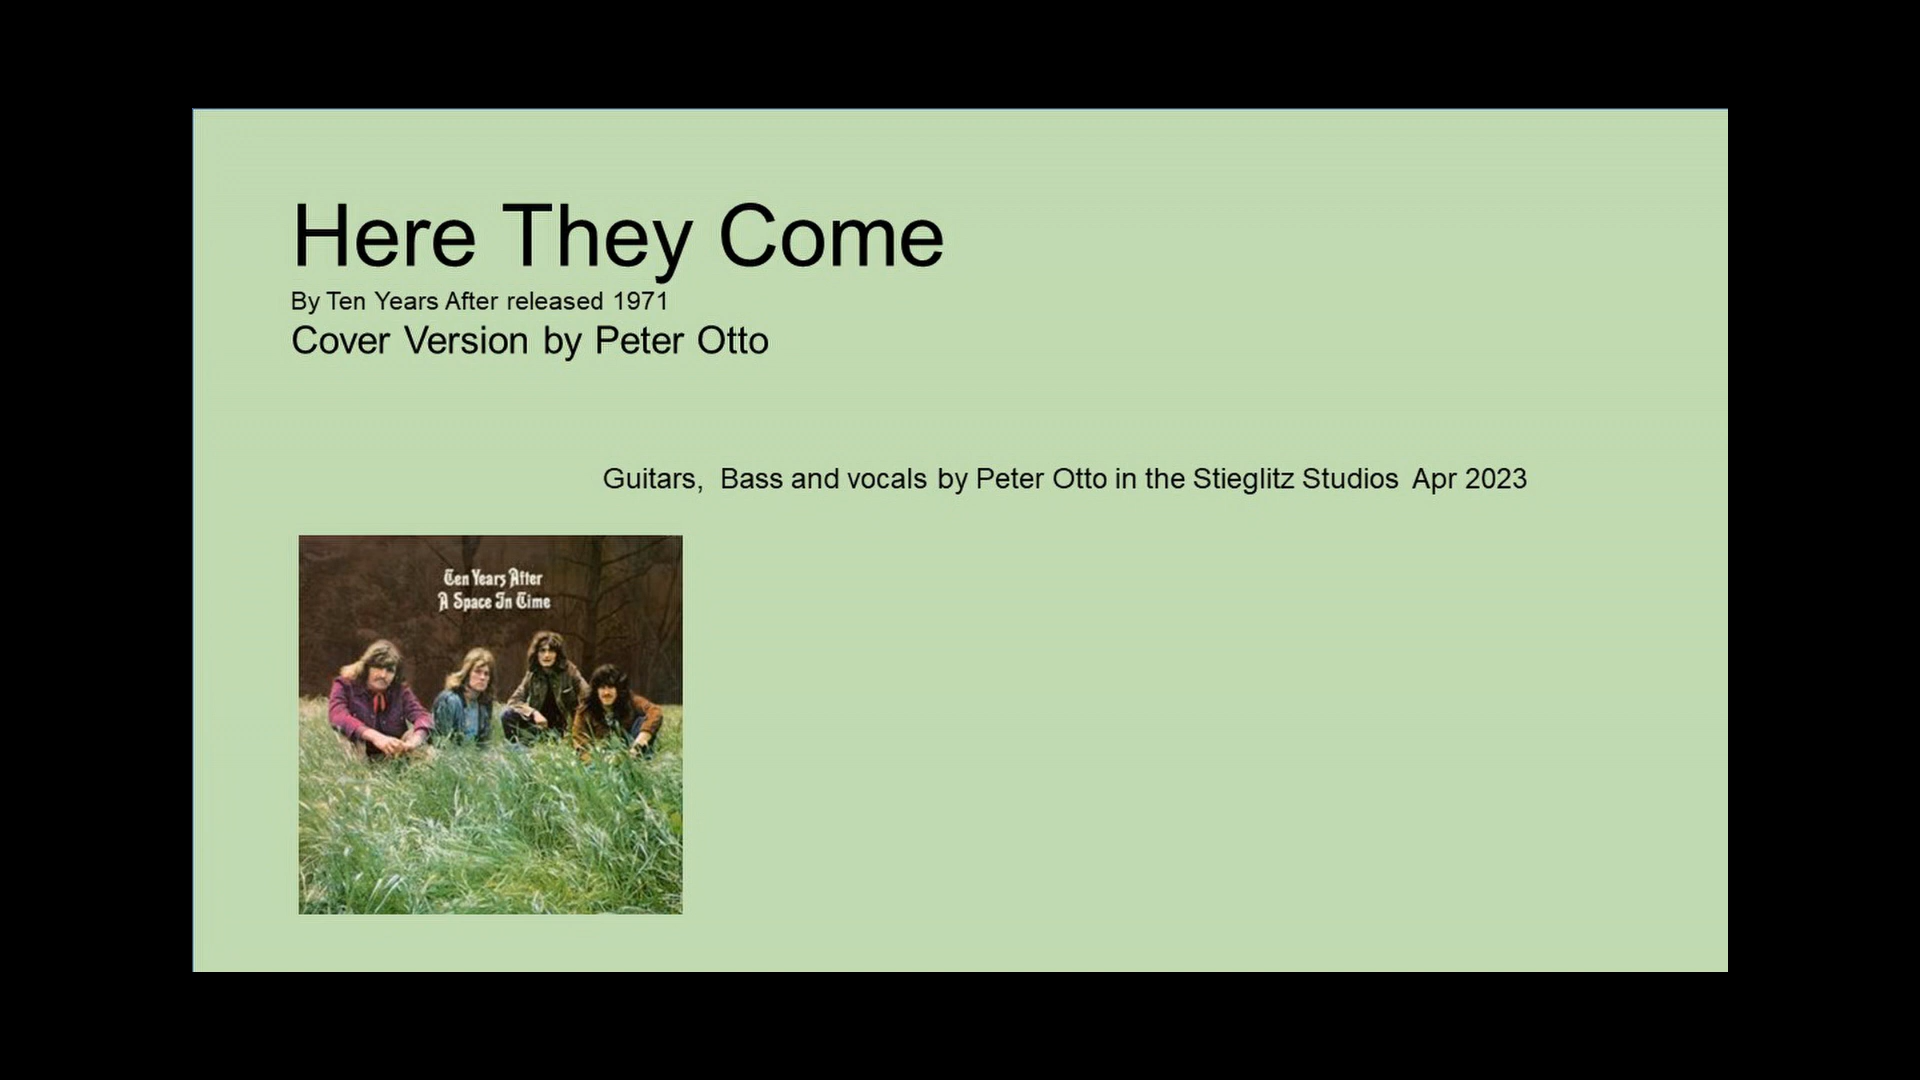 Here They Come
By Ten Years After released 1971
Cover Version by Peter Otto
Guitars,  Bass and vocals by Peter Otto in the Stieglitz Studios  Apr 2023
Ten Years After
A Space In Time